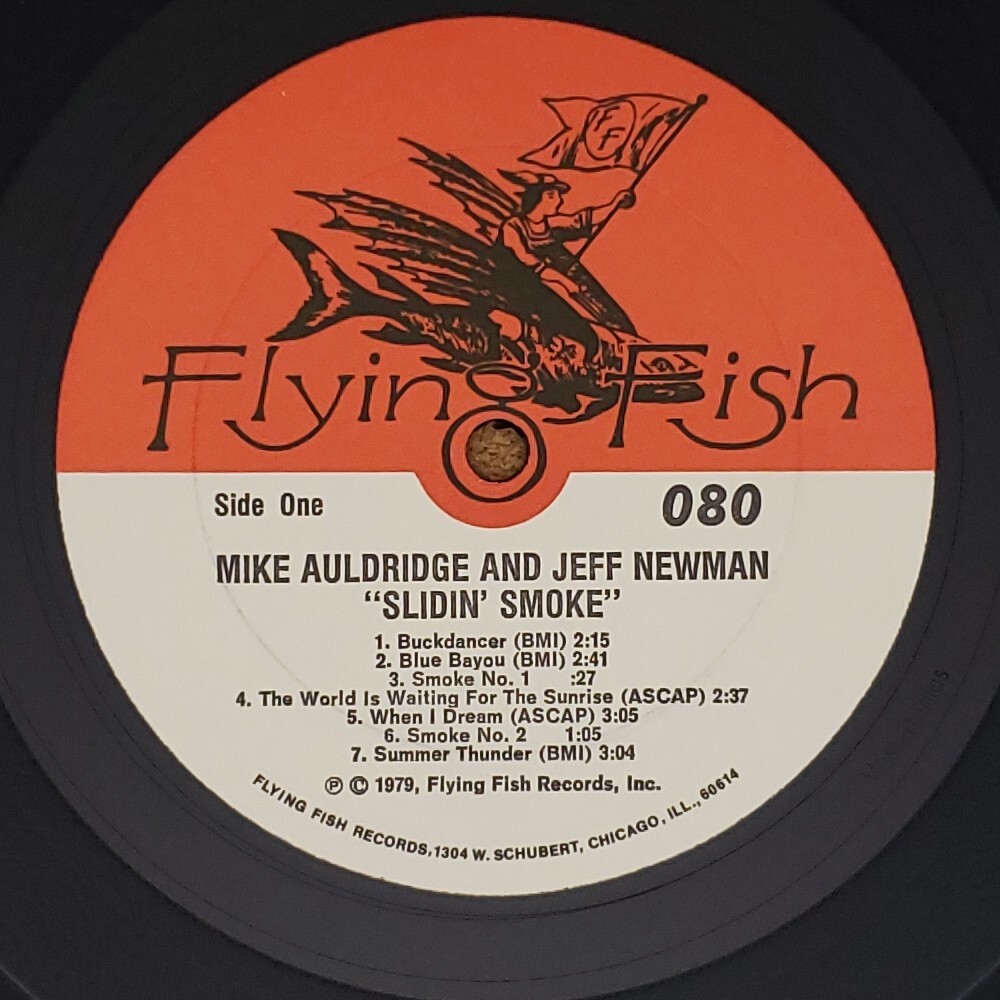 FF
Flying Fish
Side One
080
MIKE AULDRIDGE AND JEFF NEWMAN
“SLIDIN’ SMOKE”
1. Buckdancer (BMI) 2:15
2. Blue Bayou (BMI) 2:41
3. Smoke No. 1 :27
4. The World Is Waiting For The Sunrise (ASCAP) 2:37
5. When I Dream (ASCAP) 3:05
6. Smoke No. 2 1:05
7. Summer Thunder (BMI) 3:04
℗ © 1979, Flying Fish Records, Inc.
FLYING FISH RECORDS, 1304 W. SCHUBERT, CHICAGO, ILL., 60614